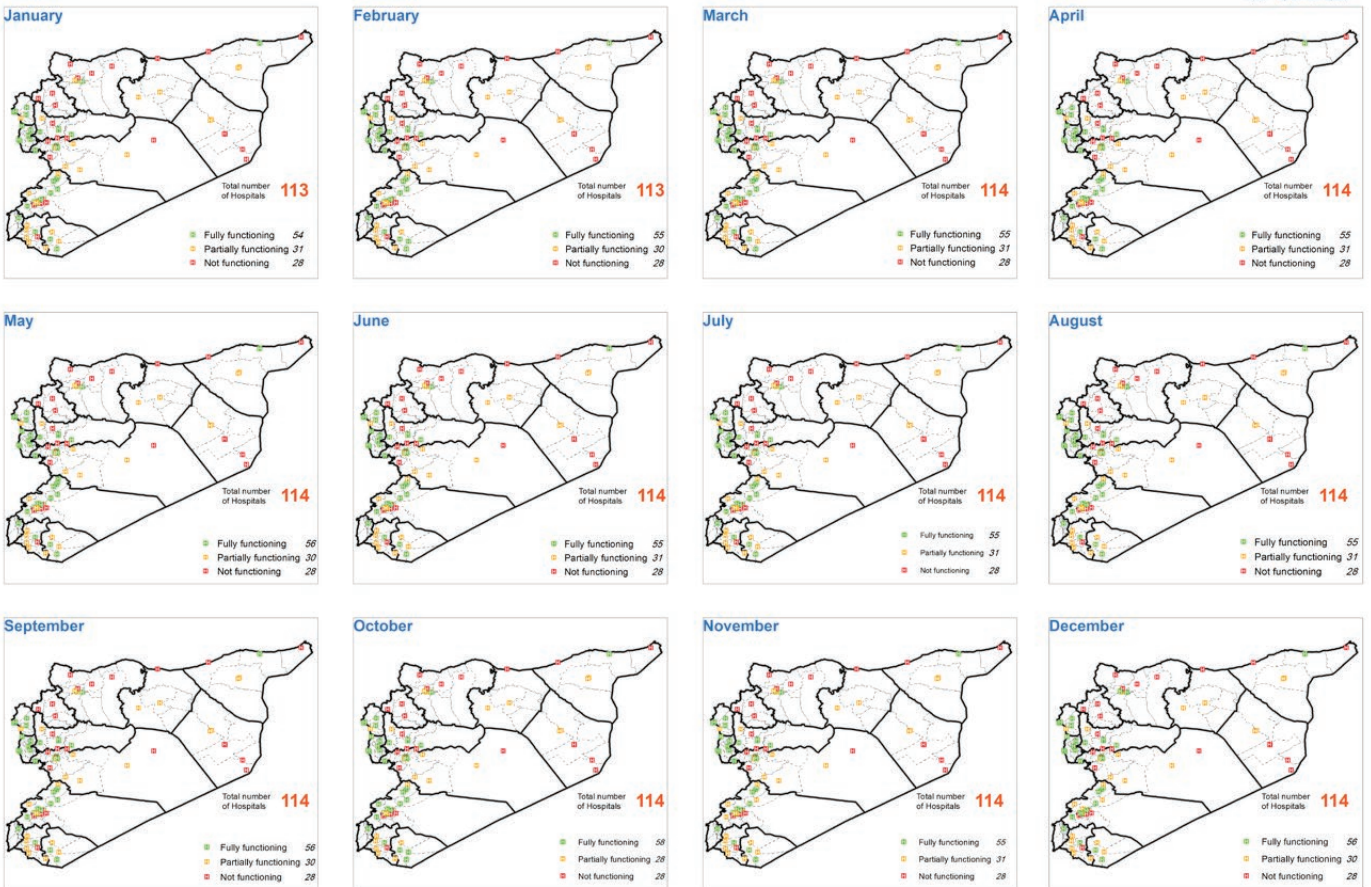 January
Total number
of Hospitals 113
Fully functioning 54
Partially functioning 31
Not functioning 28
February
Total number
of Hospitals 113
Fully functioning 55
Partially functioning 30
Not functioning 28
March
Total number
of Hospitals 114
Fully functioning 55
Partially functioning 31
Not functioning 28
April
Total number
of Hospitals 114
Fully functioning 55
Partially functioning 31
Not functioning 28
May
Total number
of Hospitals 114
Fully functioning 56
Partially functioning 30
Not functioning 28
June
Total number
of Hospitals 114
Fully functioning 55
Partially functioning 31
Not functioning 28
July
Total number
of Hospitals 114
Fully functioning 55
Partially functioning 31
Not functioning 28
August
Total number
of Hospitals 114
Fully functioning 55
Partially functioning 31
Not functioning 28
September
Total number
of Hospitals 114
Fully functioning 56
Partially functioning 30
Not functioning 28
October
Total number
of Hospitals 114
Fully functioning 58
Partially functioning 28
Not functioning 28
November
Total number
of Hospitals 114
Fully functioning 55
Partially functioning 31
Not functioning 28
December
Total number
of Hospitals 114
Fully functioning 56
Partially functioning 30
Not functioning 28